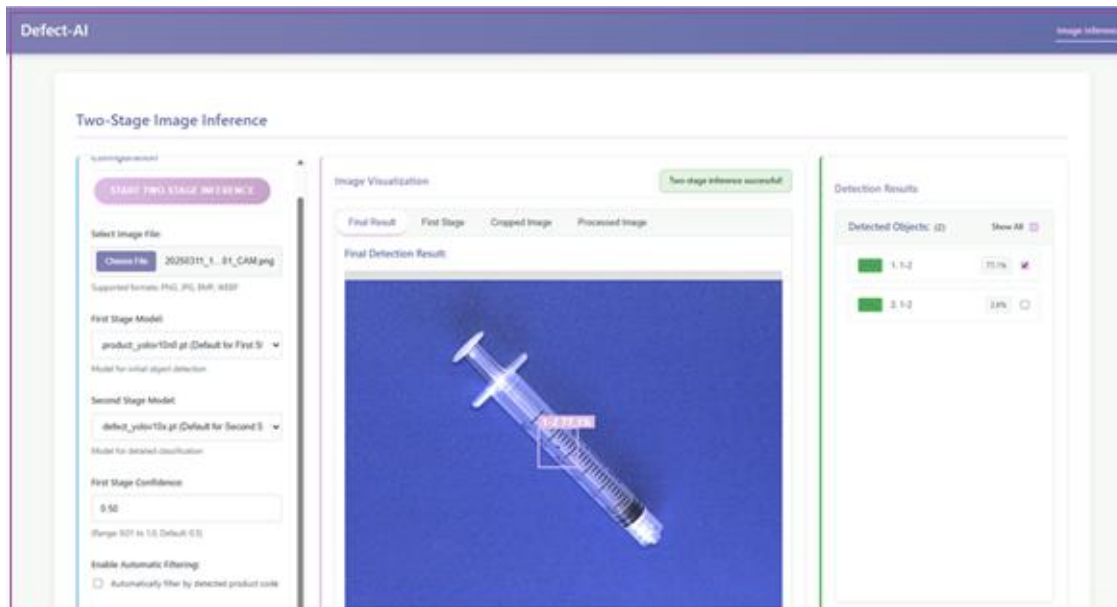 Defect-AI
Image Inference
Two-Stage Image Inference
Configuration
START TWO STAGE INFERENCE
Select Image File:
Choose File 20250311_1...01_CAM.png
Supported formats: PNG, JPG, BMP, WEBP
First Stage Model:
(Default for First St
Model for initial object detection
Second Stage Model:
defect_yolov10x.pt (Default for Second S
Model for detailed classification
First Stage Confidence:
0.50
(Range: 0.01 to 1.0, Default: 0.5)
Enable Automatic Filtering:
Automatically filter by detected product code
Image Visualization
Two-stage inference successful!
Final Result First Stage Cropped Image Processed Image
Final Detection Result:
Detection Results
Detected Objects: (2) Show All
1. 1-2
2. 1-2